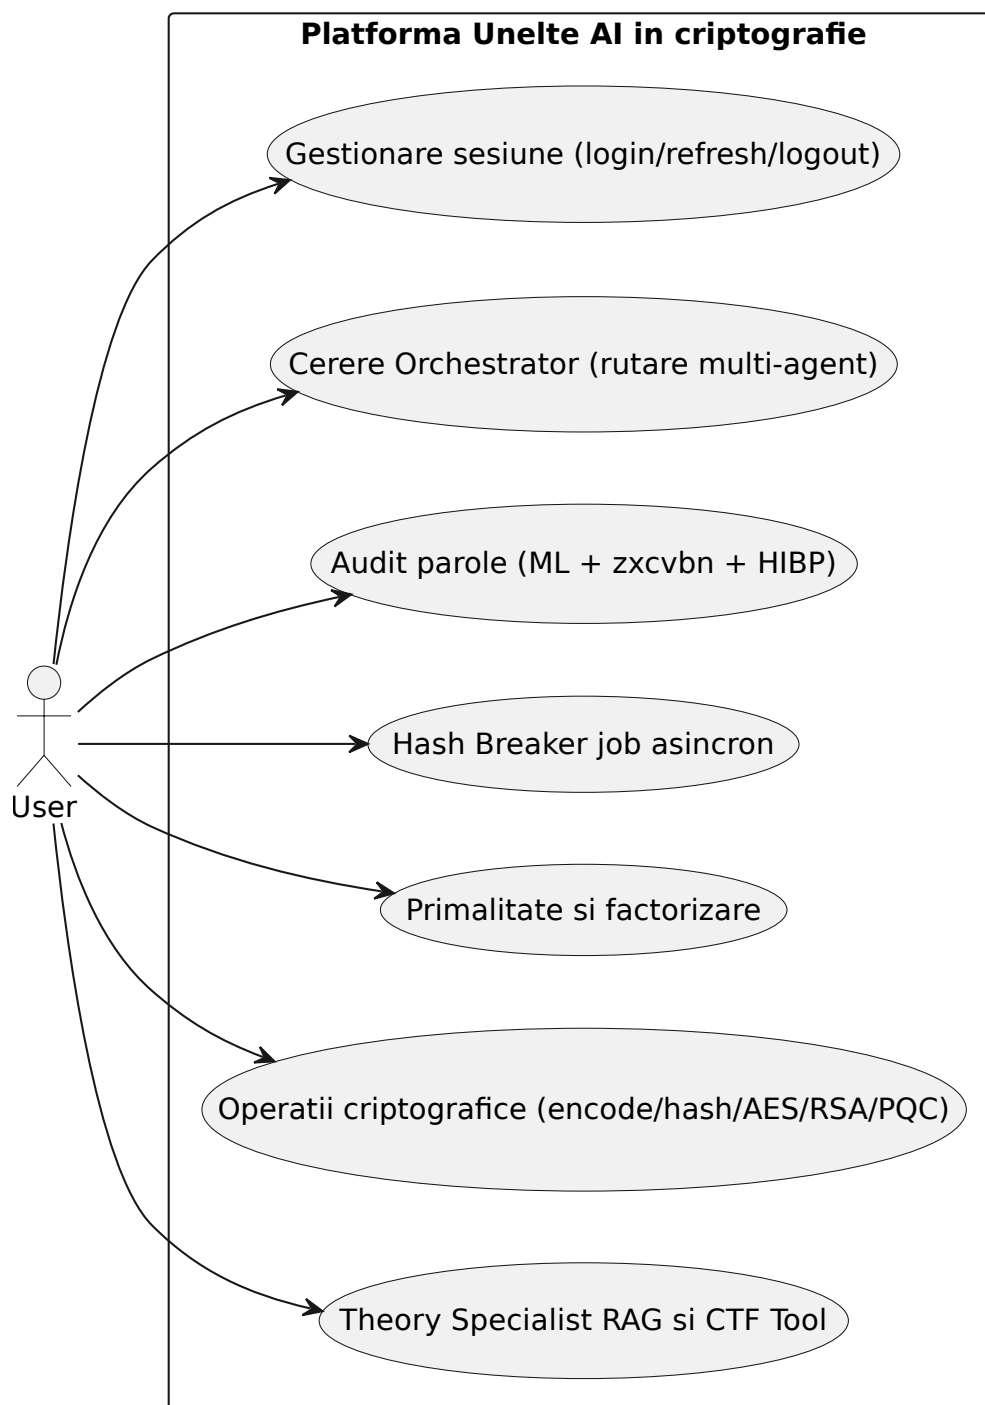 Platforma Unelte AI in criptografie
Gestionare sesiune (login/refresh/logout)
Cerere Orchestrator (rutare multi-agent)
Audit parole (ML + zxcvbn + HIBP)
Hash Breaker job asincron
User
Primalitate si factorizare
Operatii criptografice (encode/hash/AES/RSA/PQC)
Theory Specialist RAG si CTF Tool